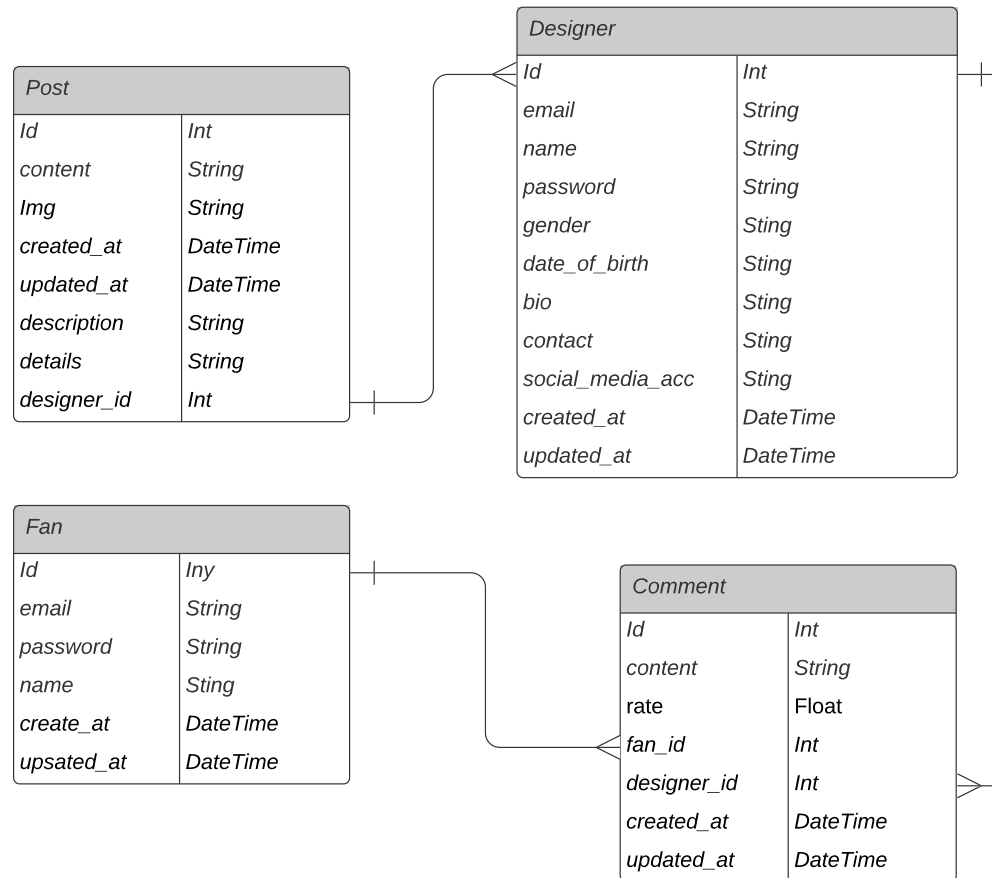 Post
Id Int
content String
Img String
created_at DateTime
updated_at DateTime
description String
details String
designer_id Int
Designer
Id Int
email String
name String
password String
gender Sting
date_of_birth Sting
bio Sting
contact Sting
social_media_acc Sting
created_at DateTime
updated_at DateTime
Fan
Id Iny
email String
password String
name Sting
create_at DateTime
upsated_at DateTime
Comment
Id Int
content String
rate Float
fan_id Int
designer_id Int
created_at DateTime
updated_at DateTime